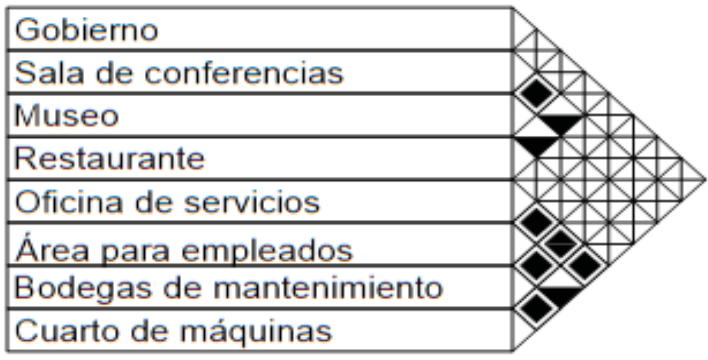 Gobierno
Sala de conferencias
Museo
Restaurante
Oficina de servicios
Área para empleados
Bodegas de mantenimiento
Cuarto de máquinas